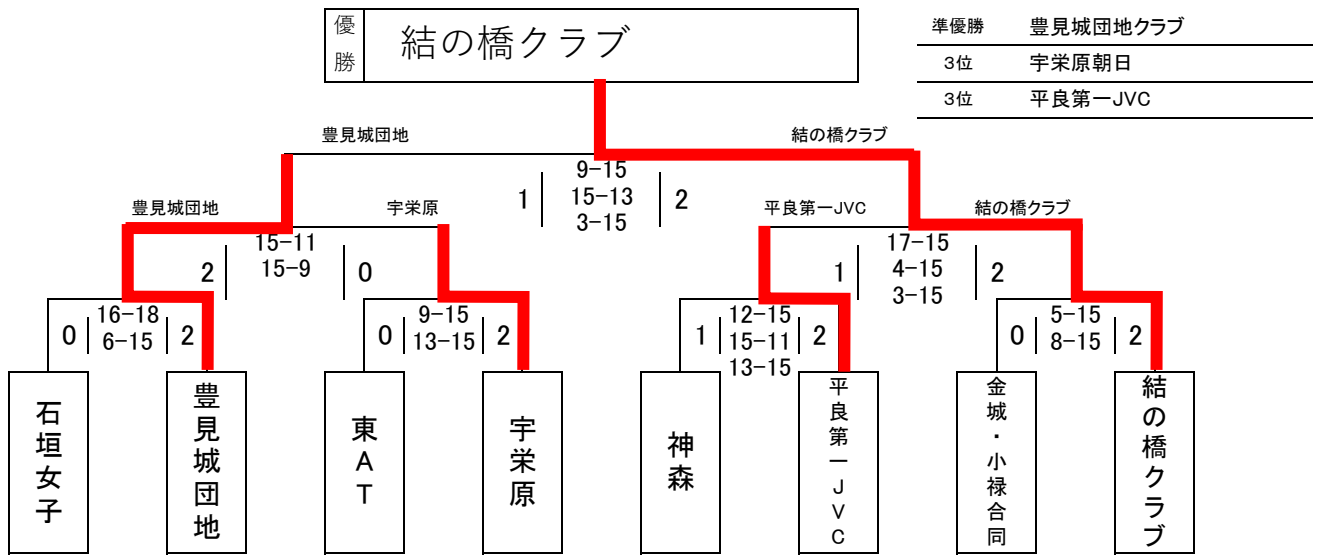 優勝
結の橋クラブ
準優勝 豊見城団地クラブ
3位 宇栄原朝日
3位 平良第一JVC
豊見城団地
結の橋クラブ
1
9-15
15-13
3-15
2
豊見城団地
宇栄原
平良第一JVC
結の橋クラブ
2
15-11
15-9
0
1
17-15
4-15
3-15
2
0
16-18
6-15
2
0
9-15
13-15
2
1
12-15
15-11
13-15
2
0
5-15
8-15
2
石垣女子
豊見城団地
東AT
宇栄原
神森
平良第一JVC
金城・小禄合同
結の橋クラブ